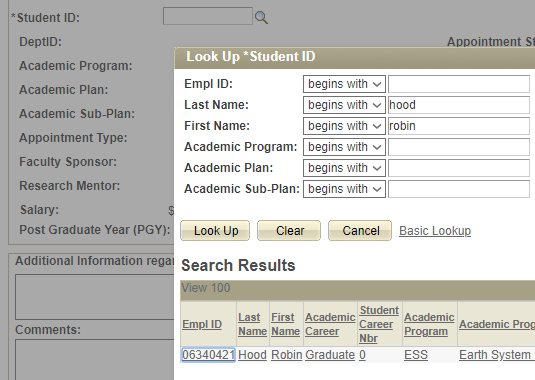 *Student ID:
DeptID:
Appointment St
Academic Program:
Academic Plan:
Academic Sub-Plan:
Appointment Type:
Faculty Sponsor:
Research Mentor:
Salary: $
Post Graduate Year (PGY):
Additional Information regar
Comments:
Look Up *Student ID
Empl ID: begins with
Last Name: begins with hood
First Name: begins with robin
Academic Program: begins with
Academic Plan: begins with
Academic Sub-Plan: begins with
Look Up Clear Cancel Basic Lookup
Search Results
View 100
Empl ID Last Name First Name Academic Career Student Career Nbr Academic Program Academic Prog
06340421 Hood Robin Graduate 0 ESS Earth System